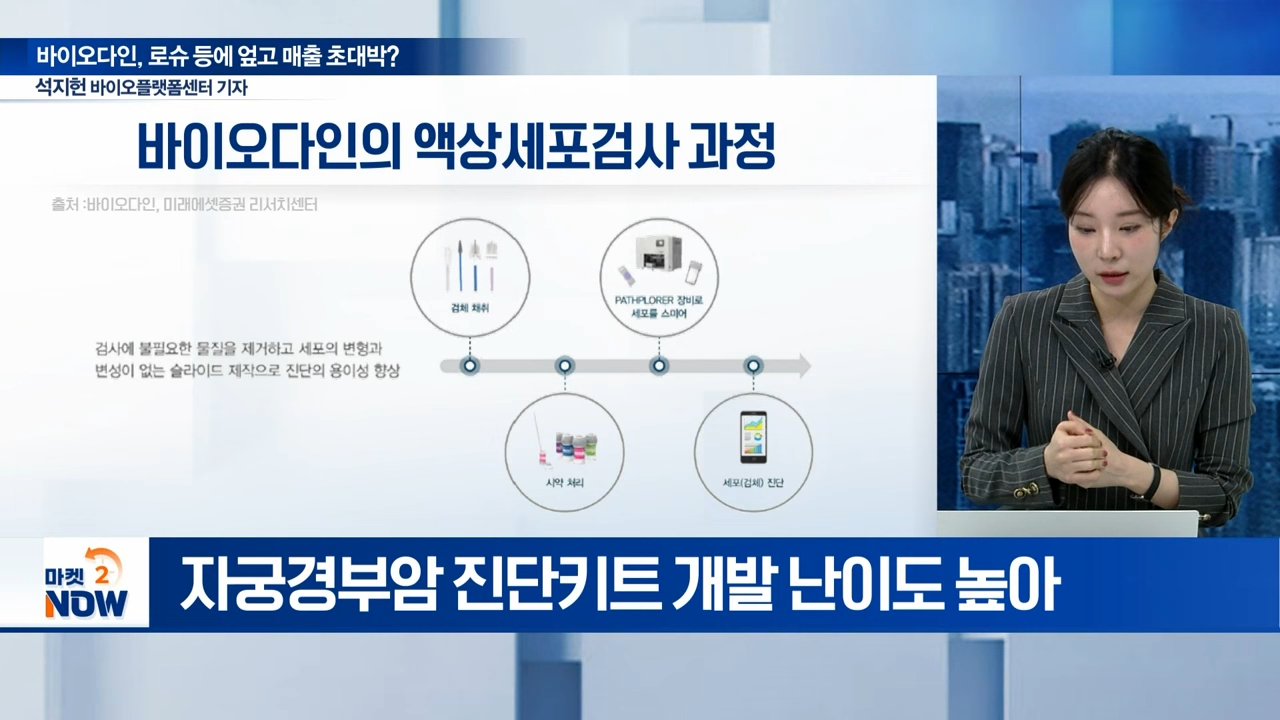 바이오다인, 로슈 등에 업고 매출 초대박?
석지헌 바이오플랫폼센터 기자
바이오다인의 액상세포검사 과정
출처 :바이오다인, 미래에셋증권 리서치센터
검체 채취
PATHPLORER 장비로
세포를 스미어
검사에 불필요한 물질을 제거하고 세포의 변형과
변성이 없는 슬라이드 제작으로 진단의 용이성 향상
시약 처리
세포(검체) 진단
마켓 2
NOW
자궁경부암 진단키트 개발 난이도 높아